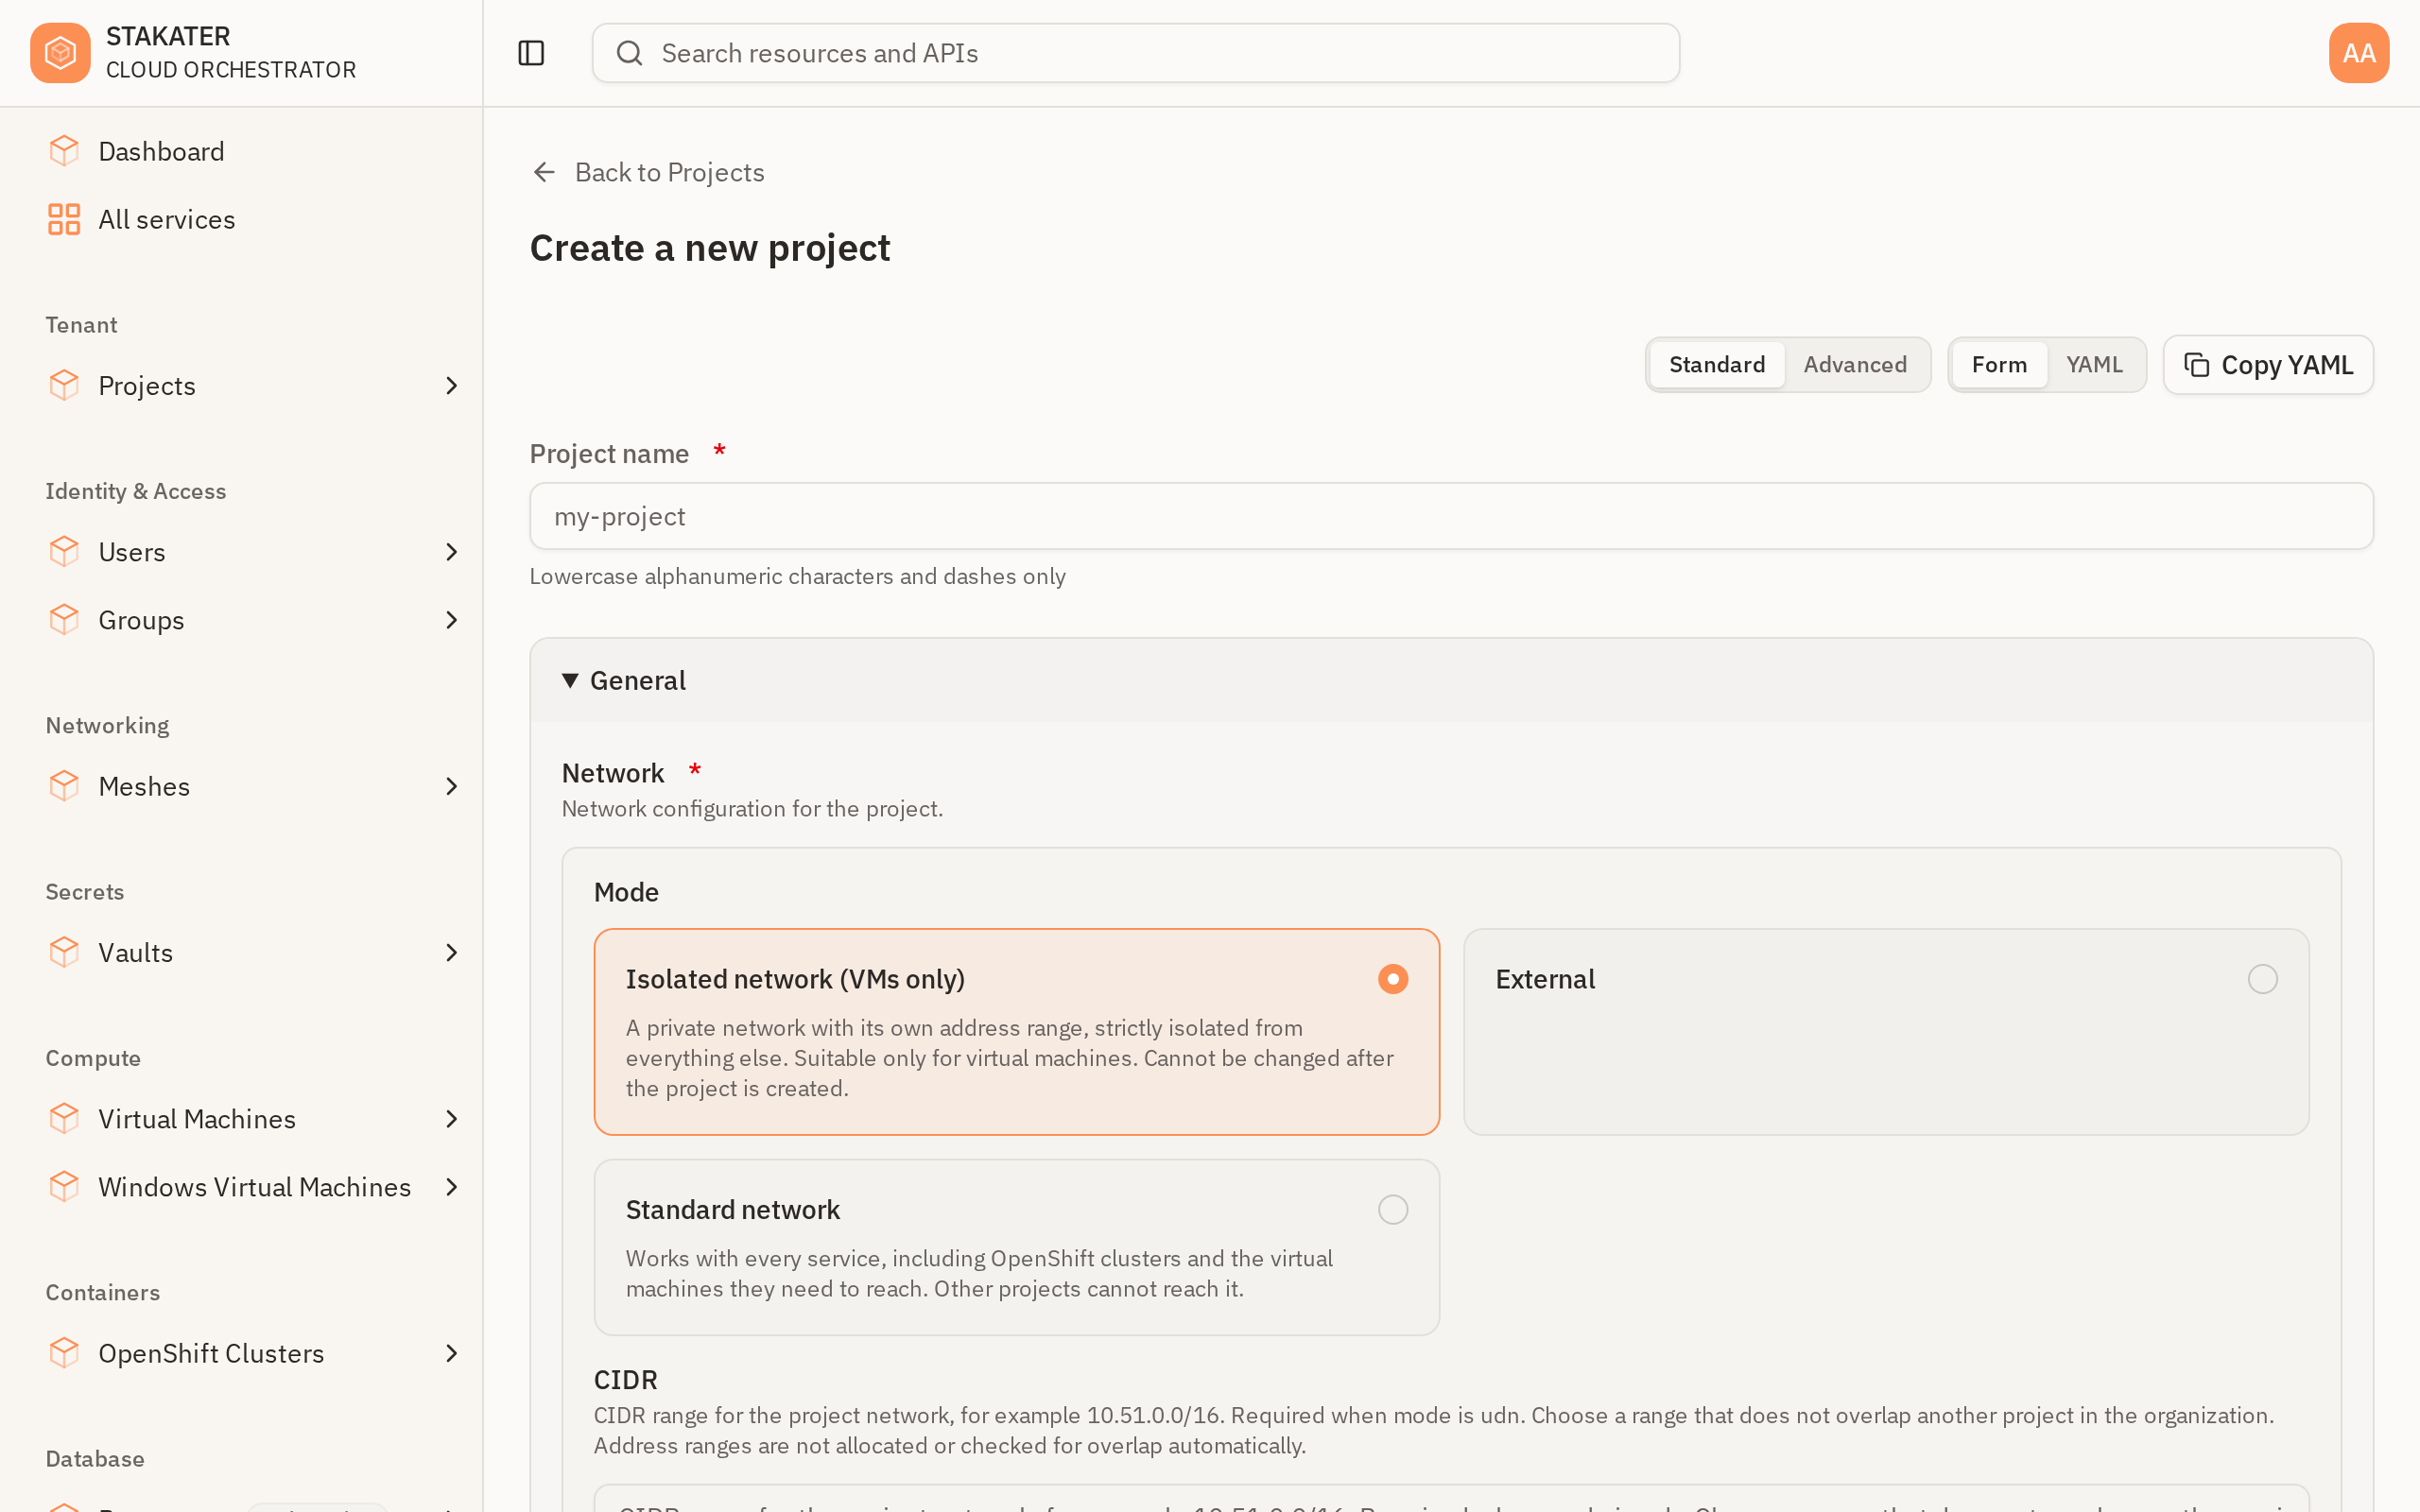 STAKATER
CLOUD ORCHESTRATOR
Search resources and APIs
AA
Dashboard
All services
Tenant
Projects
Identity & Access
Users
Groups
Networking
Meshes
Secrets
Vaults
Compute
Virtual Machines
Windows Virtual Machines
Containers
OpenShift Clusters
Database
Back to Projects
Create a new project
Standard
Advanced
Form
YAML
Copy YAML
Project name *
my-project
Lowercase alphanumeric characters and dashes only
General
Network *
Network configuration for the project.
Mode
Isolated network (VMs only)
A private network with its own address range, strictly isolated from
everything else. Suitable only for virtual machines. Cannot be changed after
the project is created.
External
Standard network
Works with every service, including OpenShift clusters and the virtual
machines they need to reach. Other projects cannot reach it.
CIDR
CIDR range for the project network, for example 10.51.0.0/16. Required when mode is udn. Choose a range that does not overlap another project in the organization.
Address ranges are not allocated or checked for overlap automatically.